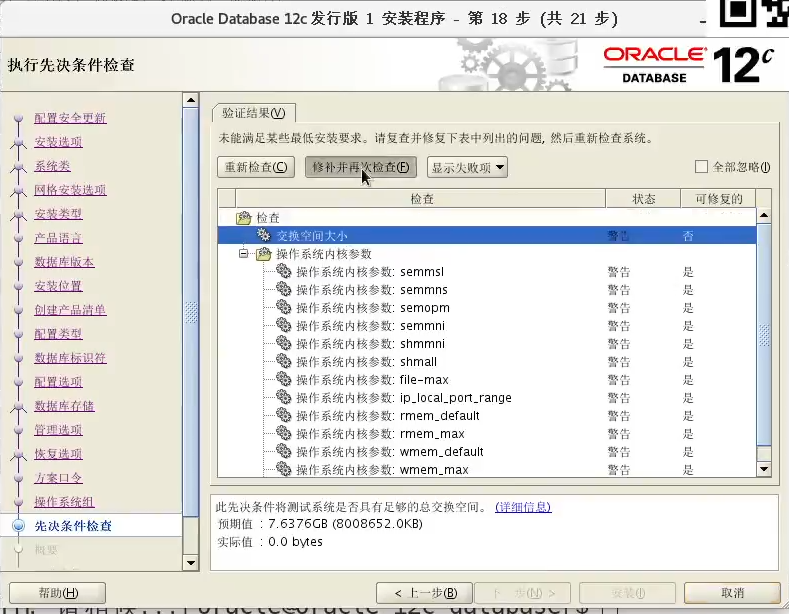 Oracle Database 12c 发行版 1 安装程序 - 第 18 步 (共 21 步)
执行先决条件检查
ORACLE
DATABASE
12c
配置安全更新
安装选项
系统类
网格安装选项
安装类型
产品语言
数据库版本
安装位置
创建产品清单
配置类型
数据库标识符
配置选项
数据库存储
管理选项
恢复选项
方案口令
操作系统组
先决条件检查
概要
验证结果(V)
未能满足某些最低安装要求。请复查并修复下表中列出的问题, 然后重新检查系统。
重新检查(C) 修补并再次检查(F) 显示失败项 全部忽略(I)
检查 状态 可修复的
检查
交换空间大小 警告 否
操作系统内核参数
操作系统内核参数: semmsl 警告 是
操作系统内核参数: semmns 警告 是
操作系统内核参数: semopm 警告 是
操作系统内核参数: semmni 警告 是
操作系统内核参数: shmmni 警告 是
操作系统内核参数: shmall 警告 是
操作系统内核参数: file-max 警告 是
操作系统内核参数: ip_local_port_range 警告 是
操作系统内核参数: rmem_default 警告 是
操作系统内核参数: rmem_max 警告 是
操作系统内核参数: wmem_default 警告 是
操作系统内核参数: wmem_max 警告 是
此先决条件将测试系统是否具有足够的总交换空间。 (详细信息)
预期值 : 7.6376GB (8008652.0KB)
实际值 : 0.0 bytes
帮助(H) < 上一步(B) 下一步(N) > 安装(I) 取消